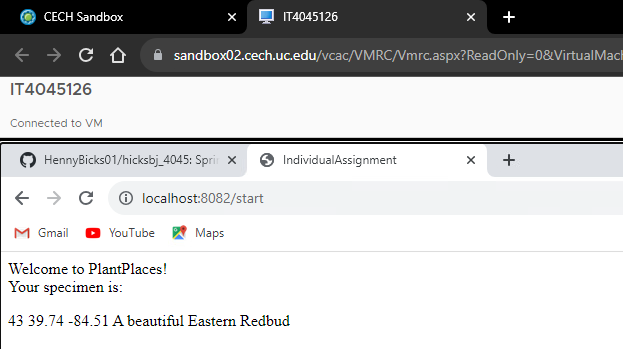 CECH Sandbox
IT4045126
sandbox02.cech.uc.edu/vcac/VMRC/Vmrc.aspx?ReadOnly=0&VirtualMach
IT4045126
Connected to VM
HennyBicks01/hicksbj_4045: Sprin
IndividualAssignment
localhost:8082/start
Gmail
YouTube
Maps
Welcome to PlantPlaces!
Your specimen is:
43 39.74 -84.51 A beautiful Eastern Redbud